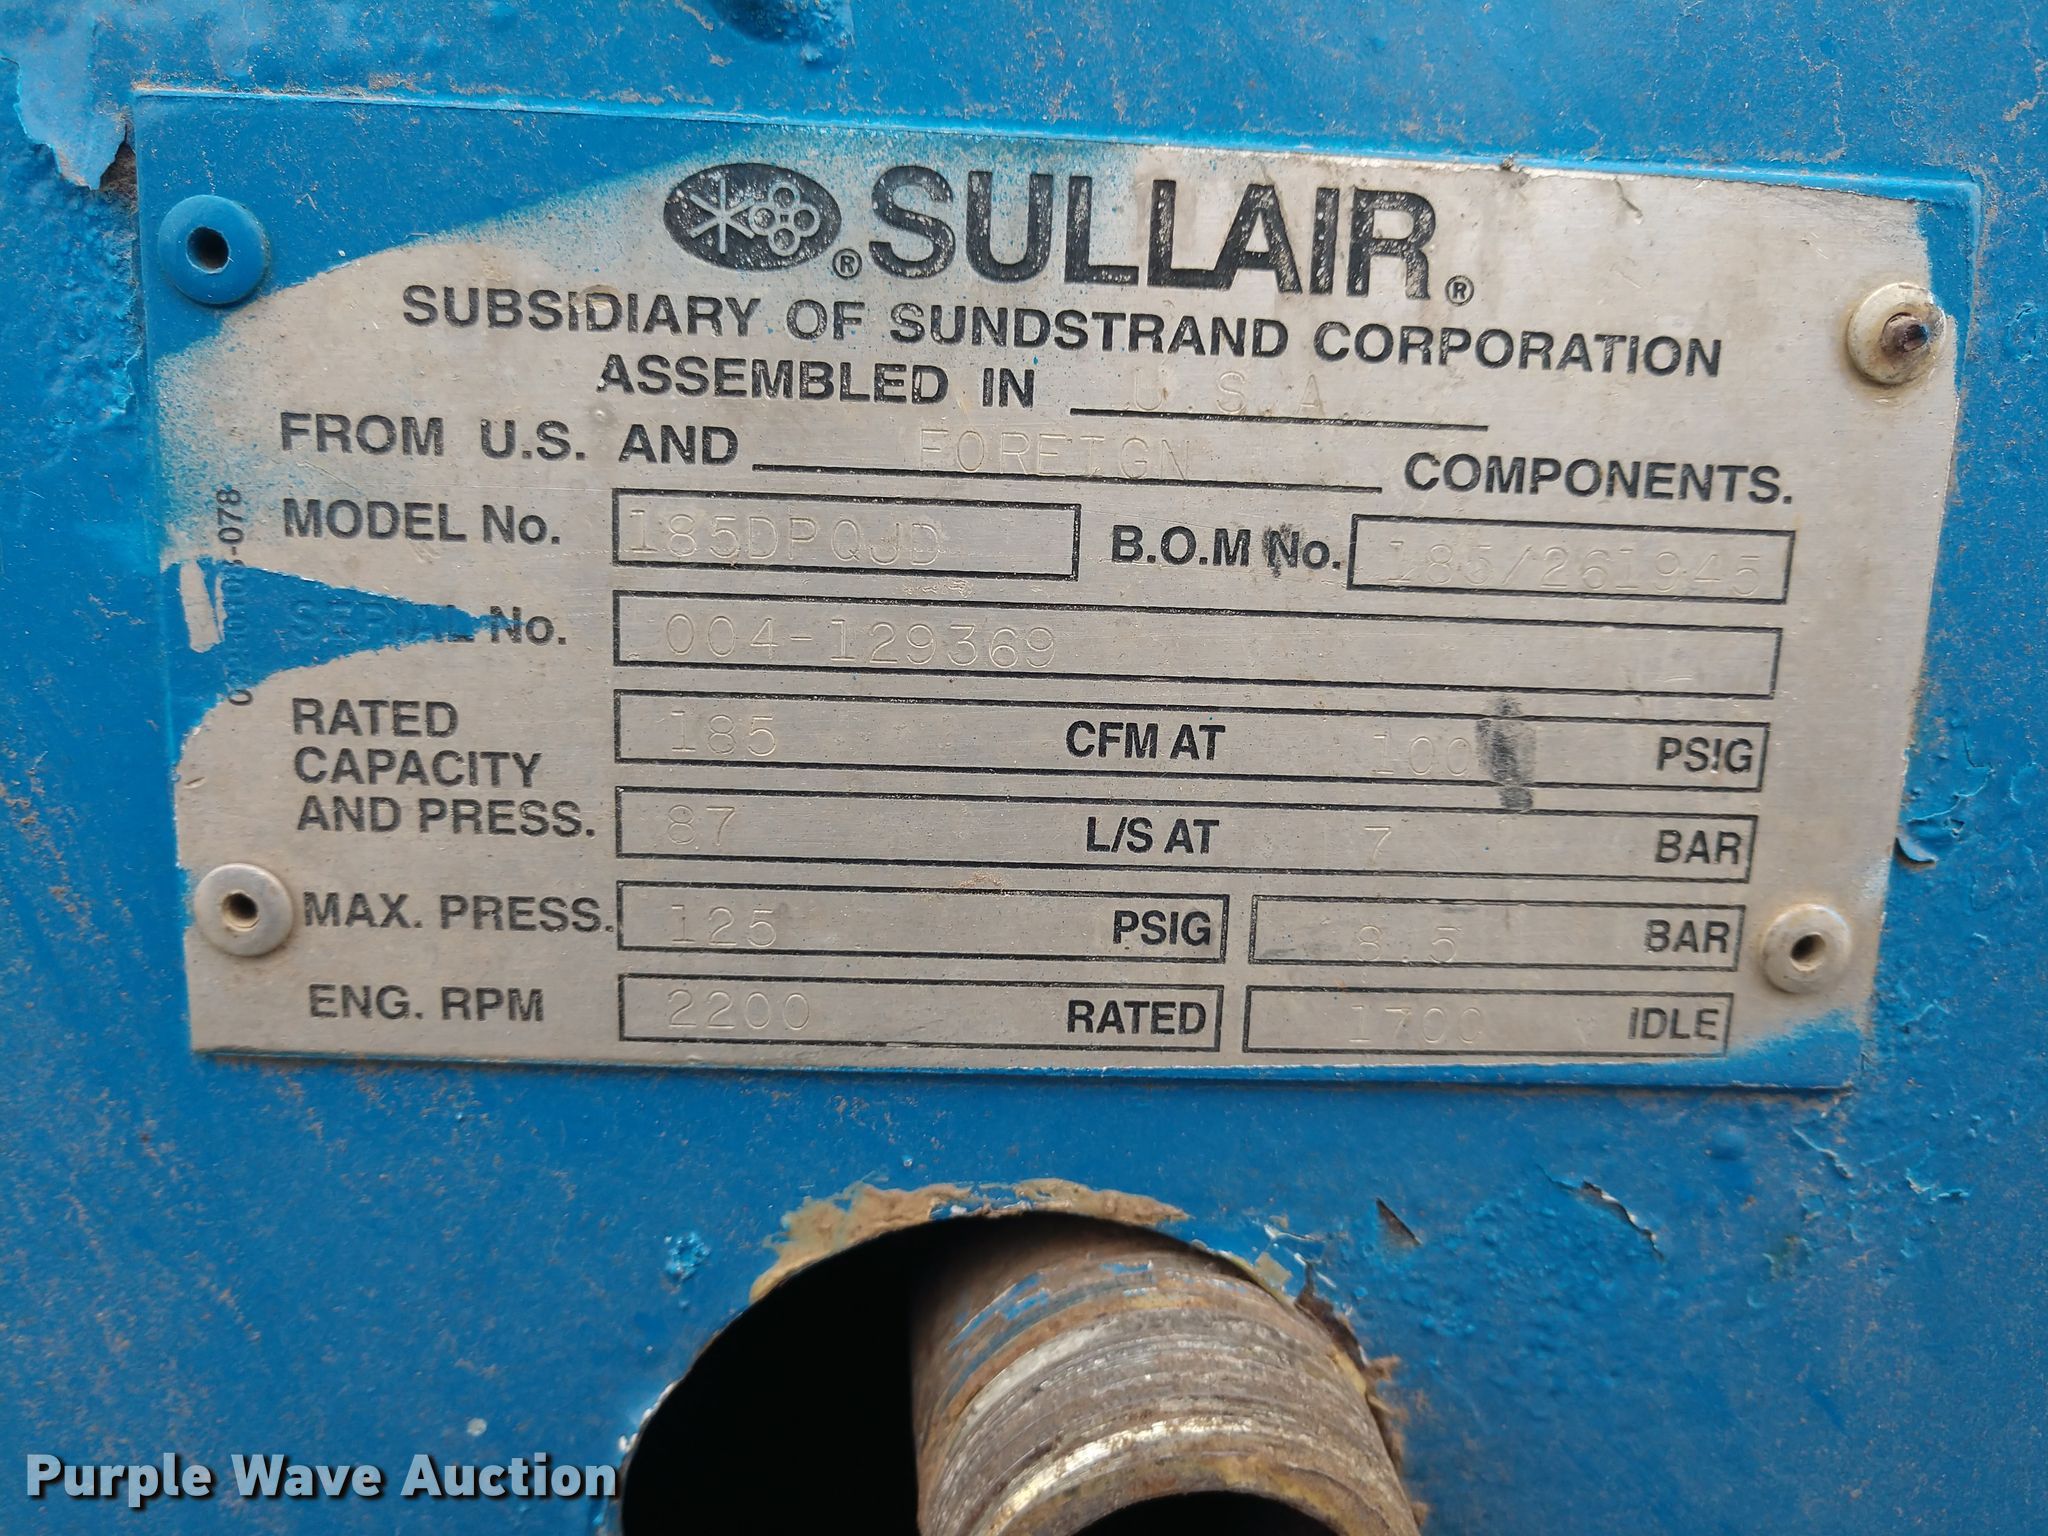 ® SULLAIR®
SUBSIDIARY OF SUNDSTRAND CORPORATION
ASSEMBLED IN U.S.A.
FROM U.S. AND FOREIGN COMPONENTS.
MODEL No. 185DPQJD B.O.M No. 185/261945
SERIAL No. 004-129369
RATED CAPACITY AND PRESS.
185 CFM AT 100 PSIG
87 L/S AT 7 BAR
MAX. PRESS. 125 PSIG 8.5 BAR
ENG. RPM 2200 RATED 1700 IDLE
-078
Purple Wave Auction